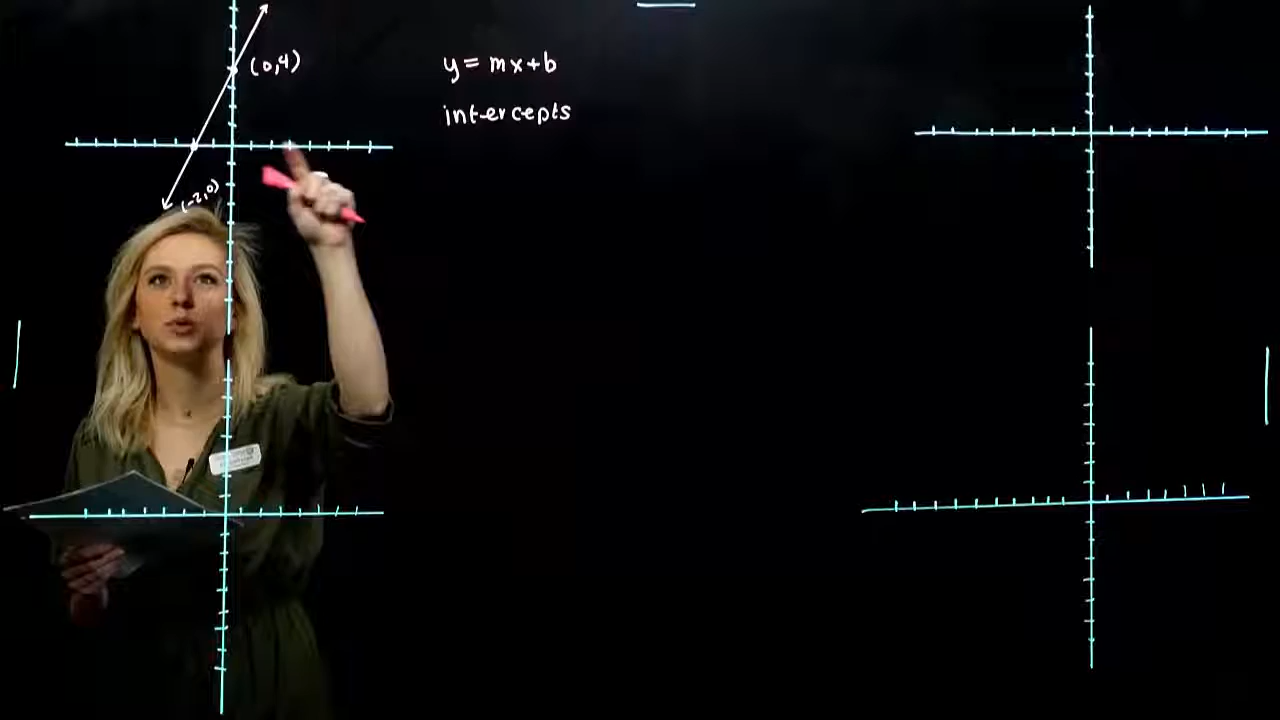 (0,4)
y = mx+b
intercepts
(-2,0)